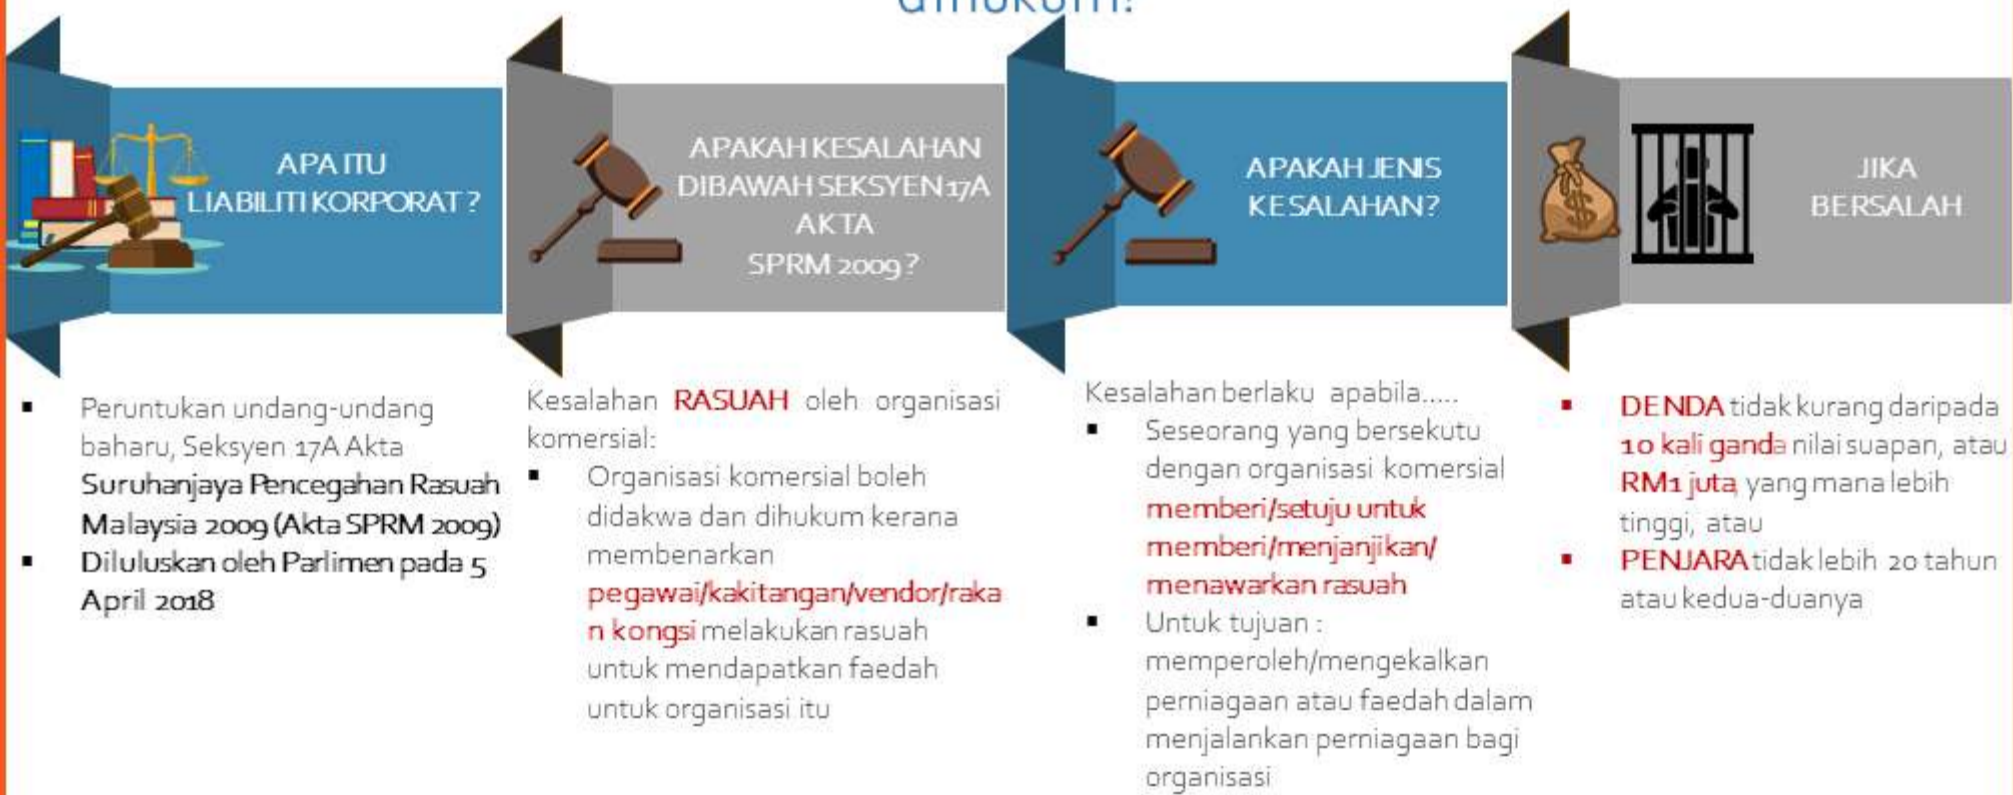 dihukum?
APA ITU
LIABILITI KORPORAT ?
▪ Peruntukan undang-undang
baharu, Seksyen 17A Akta
Suruhanjaya Pencegahan Rasuah
Malaysia 2009 (Akta SPRM 2009)
▪ Diluluskan oleh Parlimen pada 5
April 2018
APAKAH KESALAHAN
DIBAWAH SEKSYEN 17A
AKTA
SPRM 2009 ?
Kesalahan RASUAH oleh organisasi
komersial:
▪ Organisasi komersial boleh
didakwa dan dihukum kerana
membenarkan
pegawai/kakitangan/vendor/raka
n kongsi melakukan rasuah
untuk mendapatkan faedah
untuk organisasi itu
APAKAH JENIS
KESALAHAN?
Kesalahan berlaku apabila.....
▪ Seseorang yang bersekutu
dengan organisasi komersial
memberi/setuju untuk
memberi/menjanjikan/
menawarkan rasuah
▪ Untuk tujuan :
memperoleh/mengekalkan
perniagaan atau faedah dalam
menjalankan perniagaan bagi
organisasi
JIKA
BERSALAH
▪ DENDA tidak kurang daripada
10 kali ganda nilai suapan, atau
RM1 juta, yang mana lebih
tinggi, atau
▪ PENJARA tidak lebih 20 tahun
atau kedua-duanya